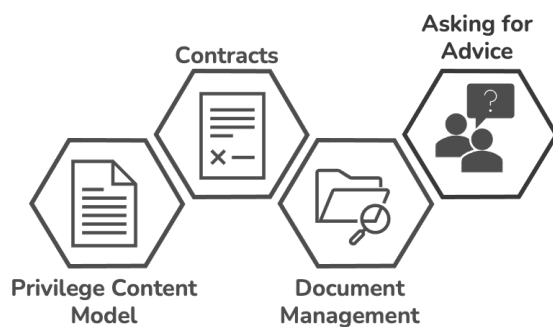 Asking for
Advice
Contracts
?
Privilege Content
Model
Document
Management